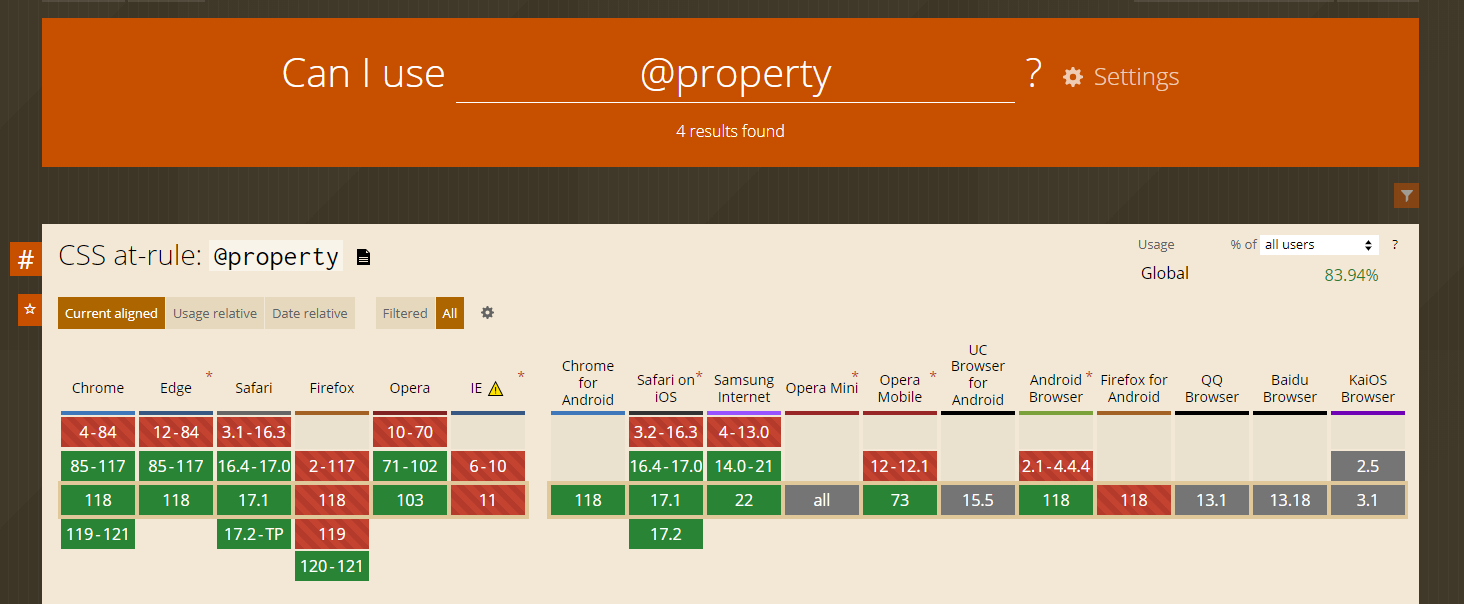 Can I use @property ? Settings
4 results found
#
CSS at-rule: @property
Usage % of all users ?
Global 83.94%
Current aligned Usage relative Date relative Filtered All
Chrome Edge * Safari Firefox Opera IE * Chrome for Android Safari on iOS * Samsung Internet Opera Mini * Opera Mobile * UC Browser for Android Android Browser * Firefox for Android QQ Browser Baidu Browser KaiOS Browser
4-84 12-84 3.1-16.3 10-70 3.2-16.3 4-13.0
85-117 85-117 16.4-17.0 2-117 71-102 6-10 16.4-17.0 14.0-21 12-12.1 2.1-4.4.4 2.5
118 118 17.1 118 103 11 118 17.1 22 all 73 15.5 118 118 13.1 13.18 3.1
119-121 17.2-TP 119 17.2
120-121